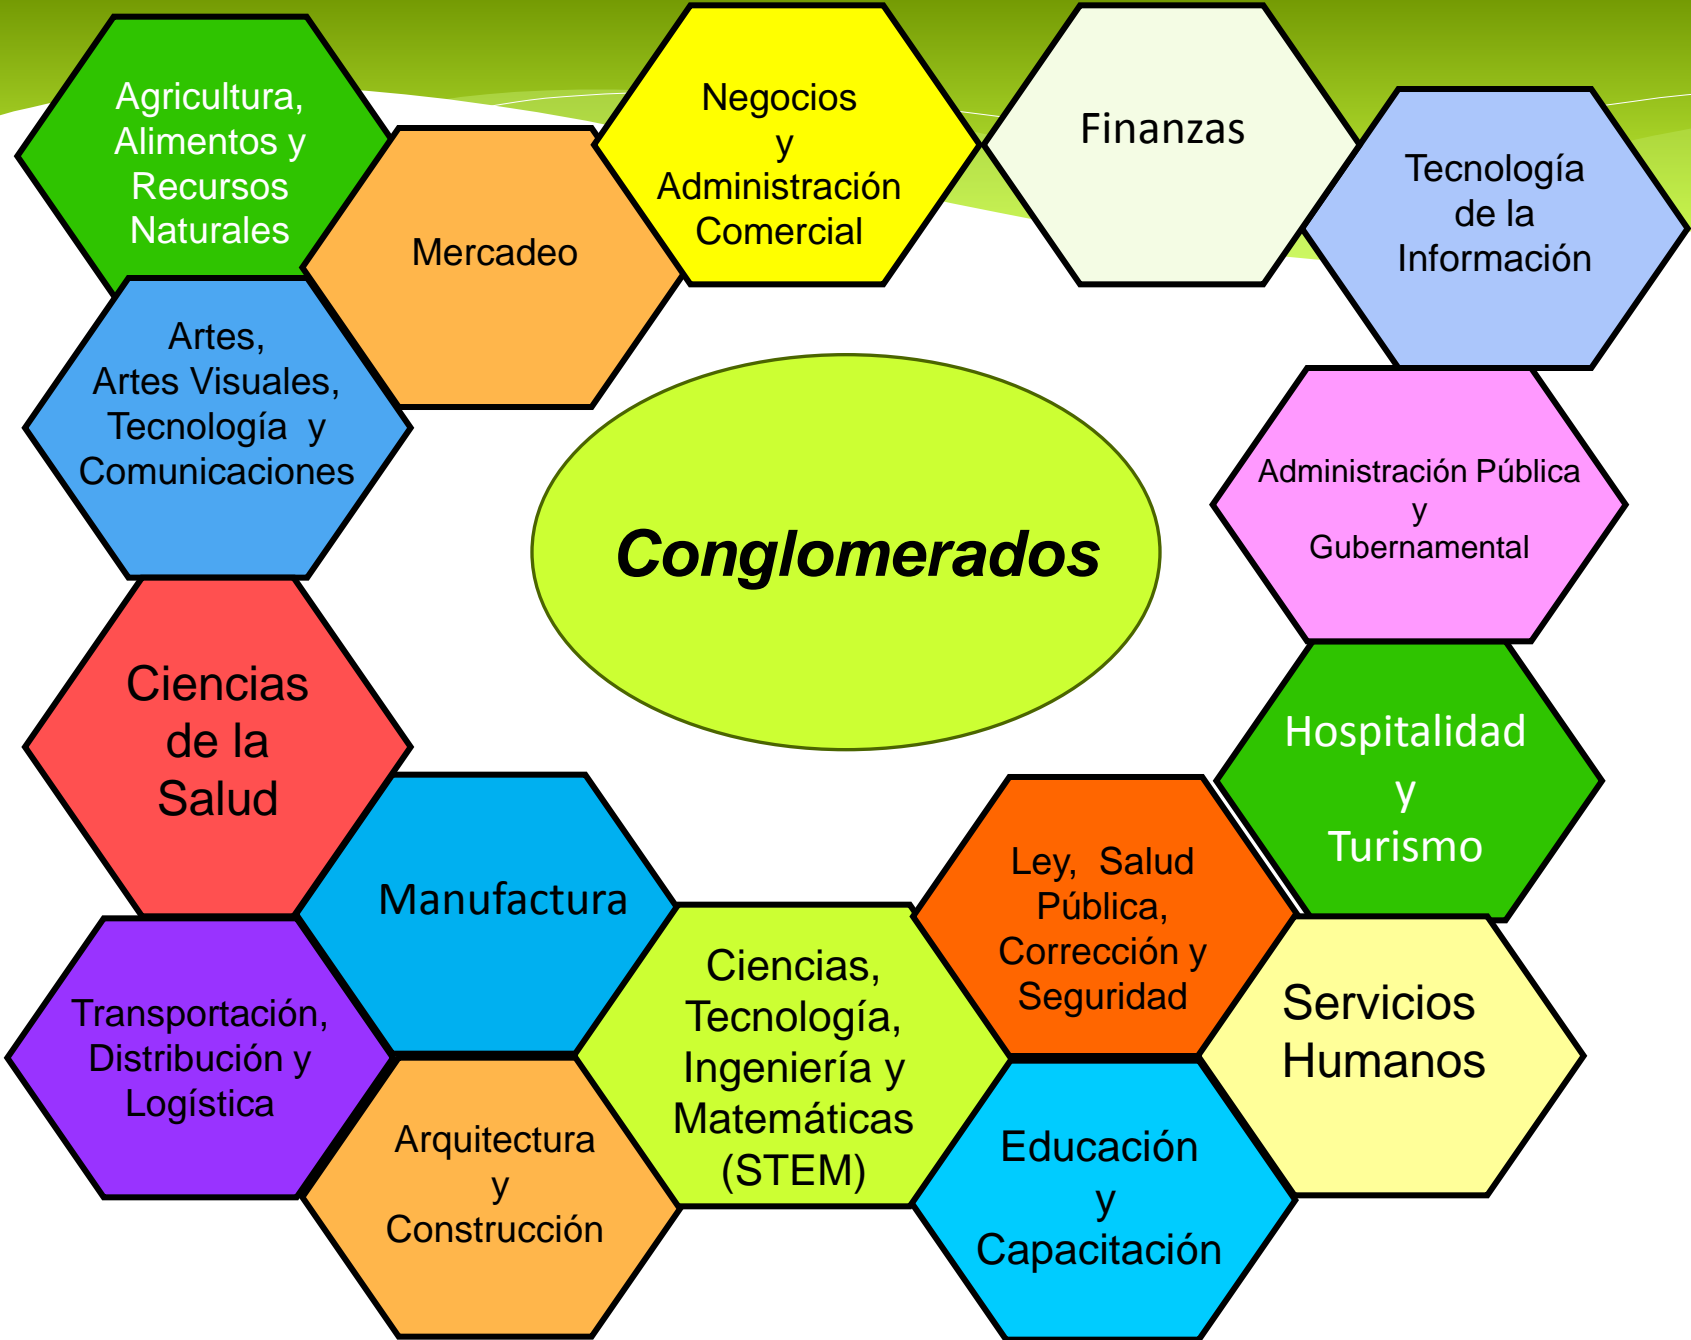 Agricultura,
Alimentos y
Recursos
Naturales
Mercadeo
Negocios
y
Administración
Comercial
Finanzas
Tecnología
de la
Información
Artes,
Artes Visuales,
Tecnología y
Comunicaciones
Conglomerados
Administración Pública
y
Gubernamental
Ciencias
de la
Salud
Hospitalidad
y
Turismo
Manufactura
Ley, Salud
Pública,
Corrección y
Seguridad
Ciencias,
Tecnología,
Ingeniería y
Matemáticas
(STEM)
Servicios
Humanos
Transportación,
Distribución y
Logística
Arquitectura
y
Construcción
Educación
y
Capacitación